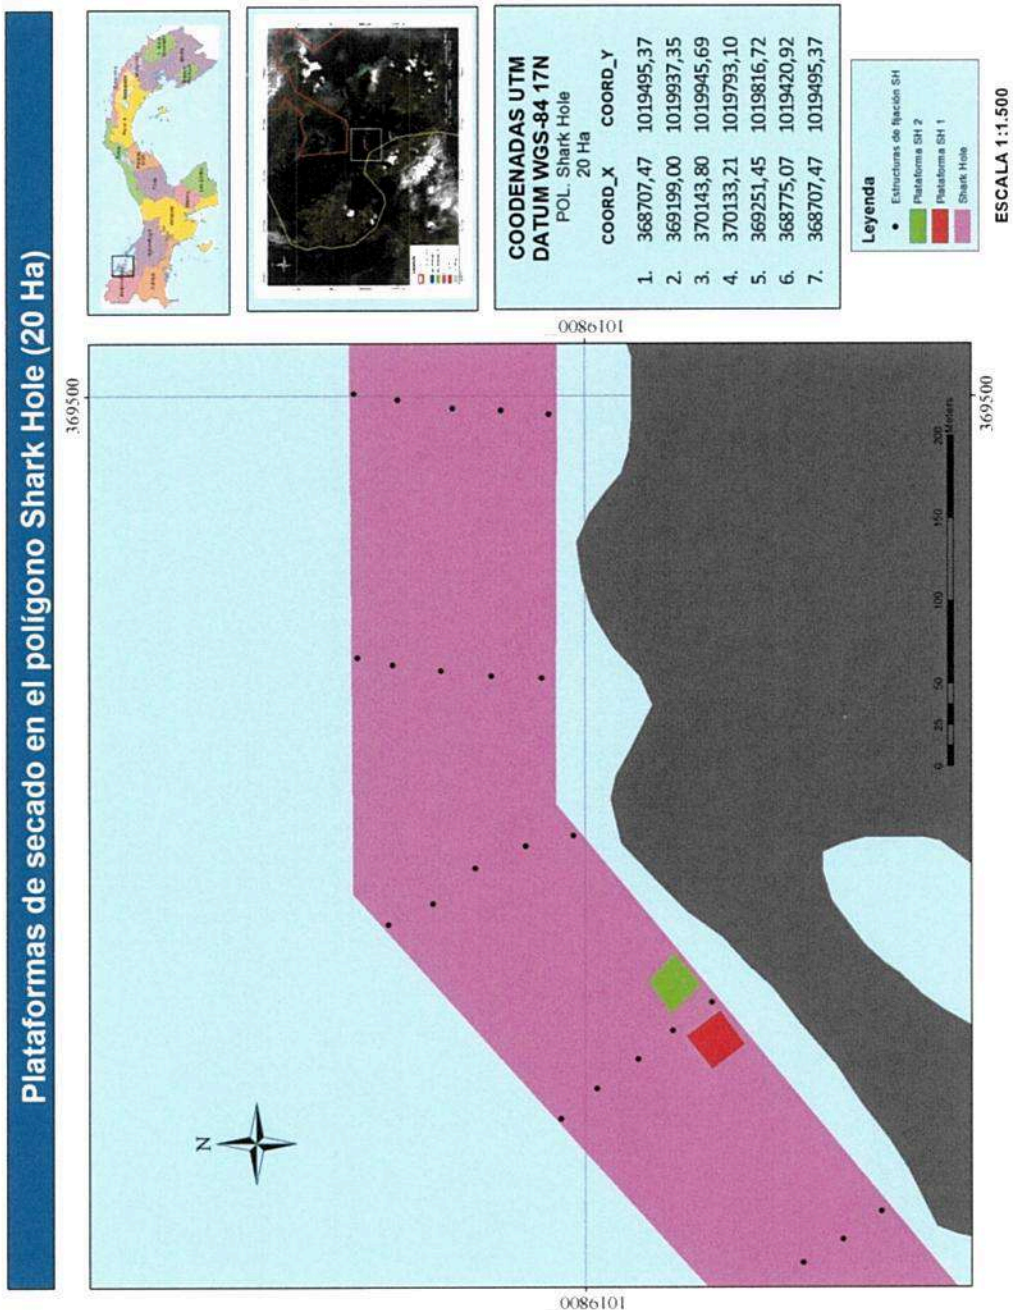 Plataformas de secado en el polígono Shark Hole (20 Ha)
369500
1019800
N
0 25 50 100 150 200
Meters
1019800
369500
COODENADAS UTM
DATUM WGS-84 17N
POL. Shark Hole
20 Ha
COORD_X COORD_Y
1. 368707,47 1019495,37
2. 369199,00 1019937,35
3. 370143,80 1019945,69
4. 370133,21 1019793,10
5. 369251,45 1019816,72
6. 368775,07 1019420,92
7. 368707,47 1019495,37
Leyenda
Estructuras de fijación SH
Plataforma SH 2
Plataforma SH 1
Shark Hole
ESCALA 1:1.500